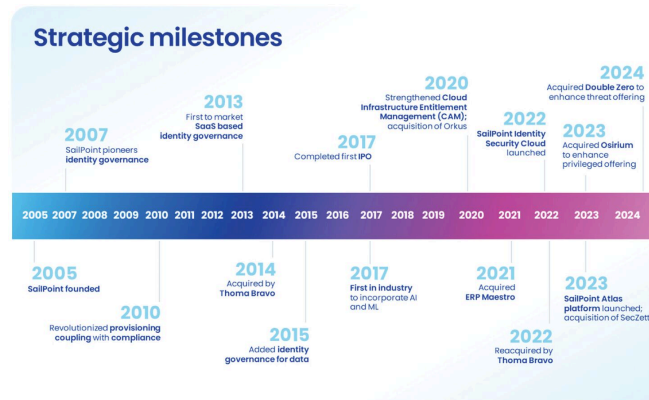 Strategic milestones
2007
SailPoint pioneers
identity governance
2013
First to market
SaaS based
identity governance
2017
Completed first IPO
2020
Strengthened Cloud
Infrastructure Entitlement
Management (CAM);
acquisition of Orkus
2022
SailPoint Identity
Security Cloud
launched
2023
Acquired Osirium
to enhance
privileged offering
2024
Acquired Double Zero to
enhance threat offering
2005 2007 2008 2009 2010 2011 2012 2013 2014 2015 2016 2017 2018 2019 2020 2021 2022 2023 2024
2005
SailPoint founded
2010
Revolutionized provisioning
coupling with compliance
2014
Acquired by
Thoma Bravo
2015
Added identity
governance for data
2017
First in industry
to incorporate AI
and ML
2021
Acquired
ERP Maestro
2022
Reacquired by
Thoma Bravo
2023
SailPoint Atlas
platform launched;
acquisition of SecZett